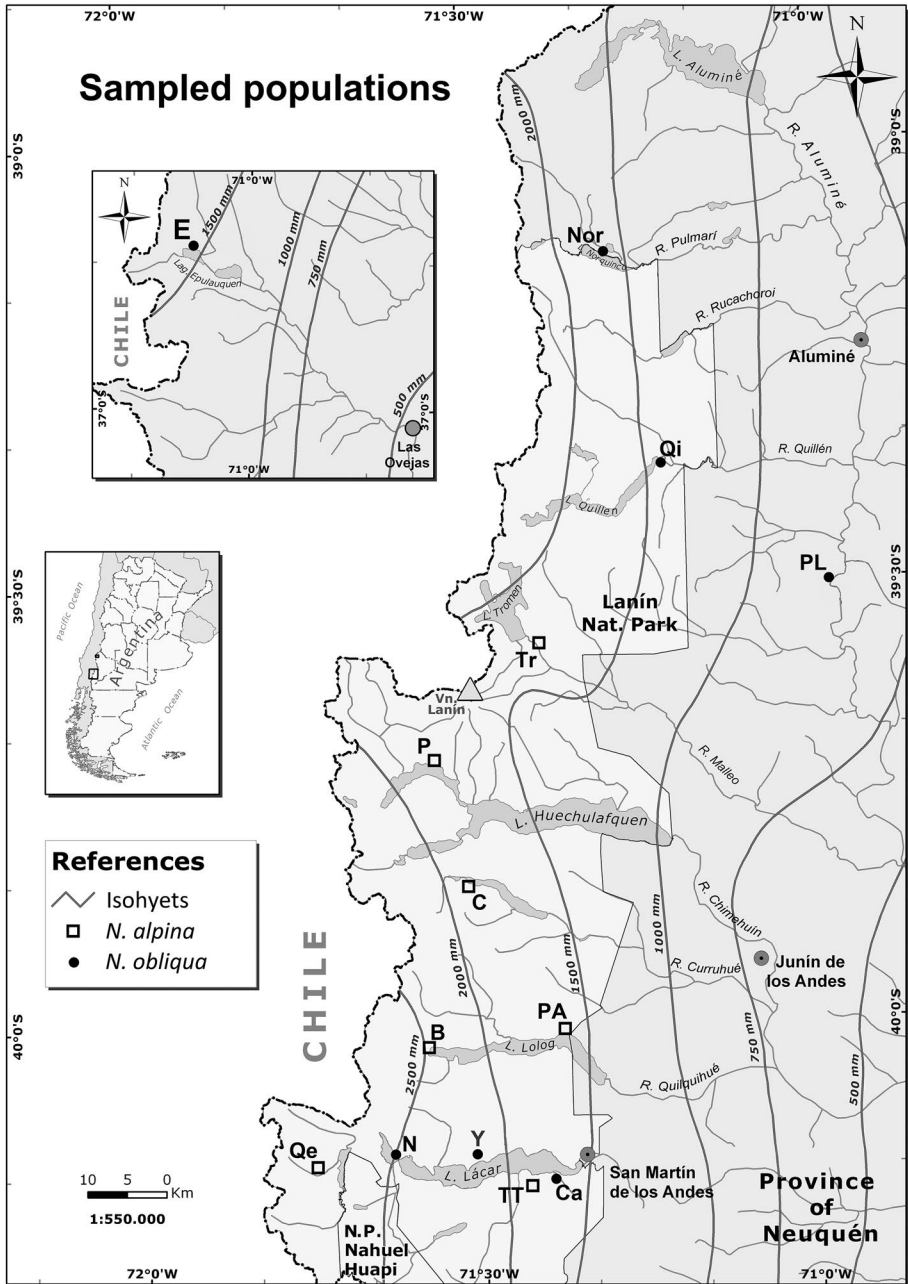 72°0'W
71°30'W
71°0'W
N
Sampled populations
L. Aluminé
2000 mm
39°0'S
39°0'S
R. Aluminé
71°0'W
N
E
1500 mm
1000 mm
750 mm
Lag. Epulauquen
CHILE
37°0'S
37°0'S
500 mm
Las
Ovejas
71°0'W
Nor
Norquinco
R. Pulmarí
R. Rucachoroi
Aluminé
Qi
R. Quillén
L. Quillen
PL
39°30'S
39°30'S
Pacific Ocean
Argentina
Atlantic Ocean
L. Tromen
Lanín
Nat. Park
Tr
Vn.
Lanín
P
R. Malleo
L. Huechulafquen
References
Isohyets
N. alpina
N. obliqua
C
R. Chimehuin
1000 mm
CHILE
2000 mm
1500 mm
R. Curruhué
Junín de
los Andes
PA
40°0'S
40°0'S
B
L. Lolog
2500 mm
R. Quilquihué
750 mm
500 mm
Qe
N
Y
L. Lácar
TT
Ca
San Martín
de los Andes
Province
of
Neuquén
10 5 0
Km
1:550.000
N.P.
Nahuel
Huapi
72°0'W
71°30'W
71°0'W